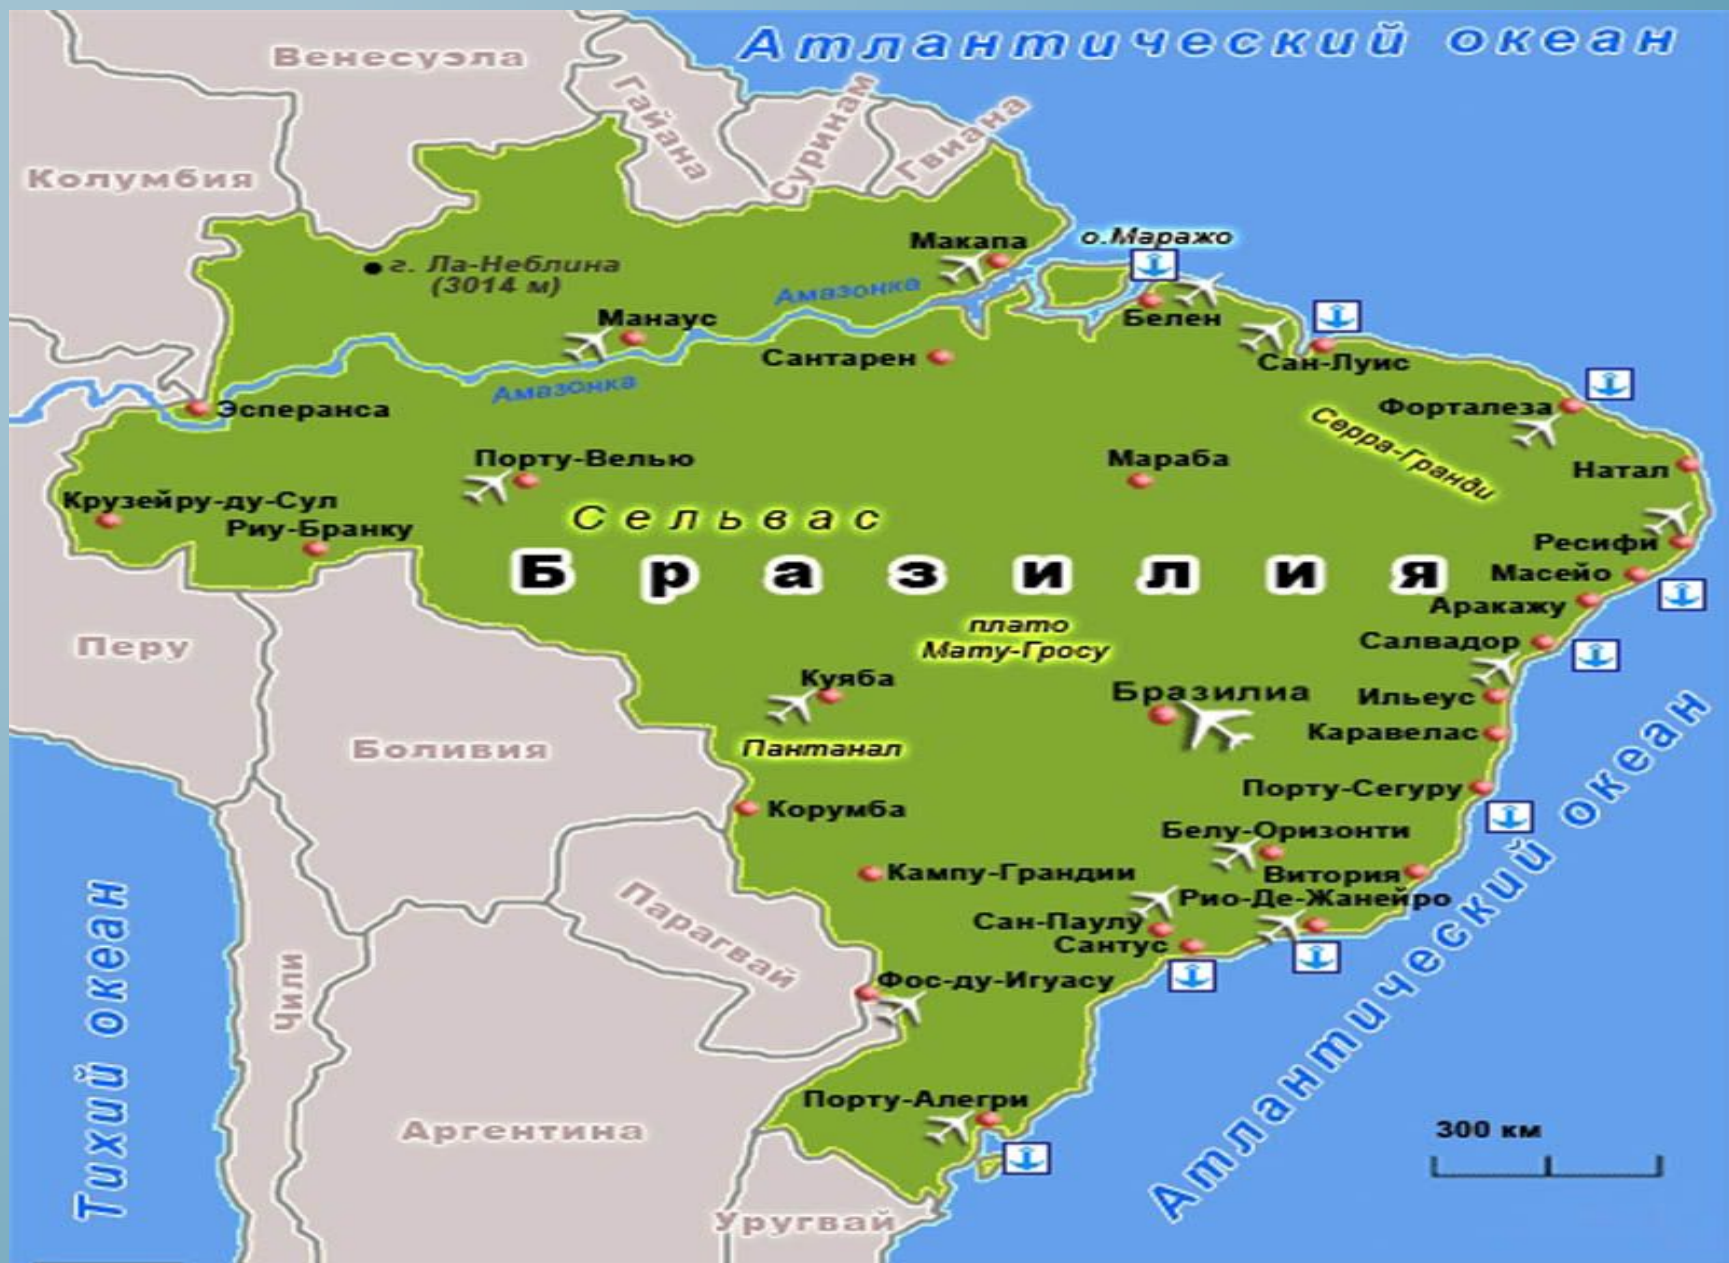 Атлантический океан
Венесуэла
Гайана
Суринам
Гвиана
Колумбия
Макапа
о.Маражо
г. Ла-Неблина
(3014 м)
Амазонка
Манаус
Белен
Сантарен
Сан-Луис
Амазонка
Эсперанса
Форталеза
Серра-Гранди
Порту-Велью
Мараба
Натал
Крузейру-ду-Сул
Сельвас
Риу-Бранку
Ресифи
Бразилия
Масейо
Аракажу
плато
Мату-Гросу
Салвадор
Перу
Куяба
Бразилиа
Ильеус
Каравелас
Боливия
Пантанал
Порту-Сегуру
Корумба
Белу-Оризонти
Кампу-Грандии
Витория
Рио-Де-Жанейро
Парагвай
Сан-Паулу
Сантус
Фос-ду-Игуасу
Чили
Тихий океан
Атлантический океан
Порту-Алегри
Аргентина
300 км
Уругвай